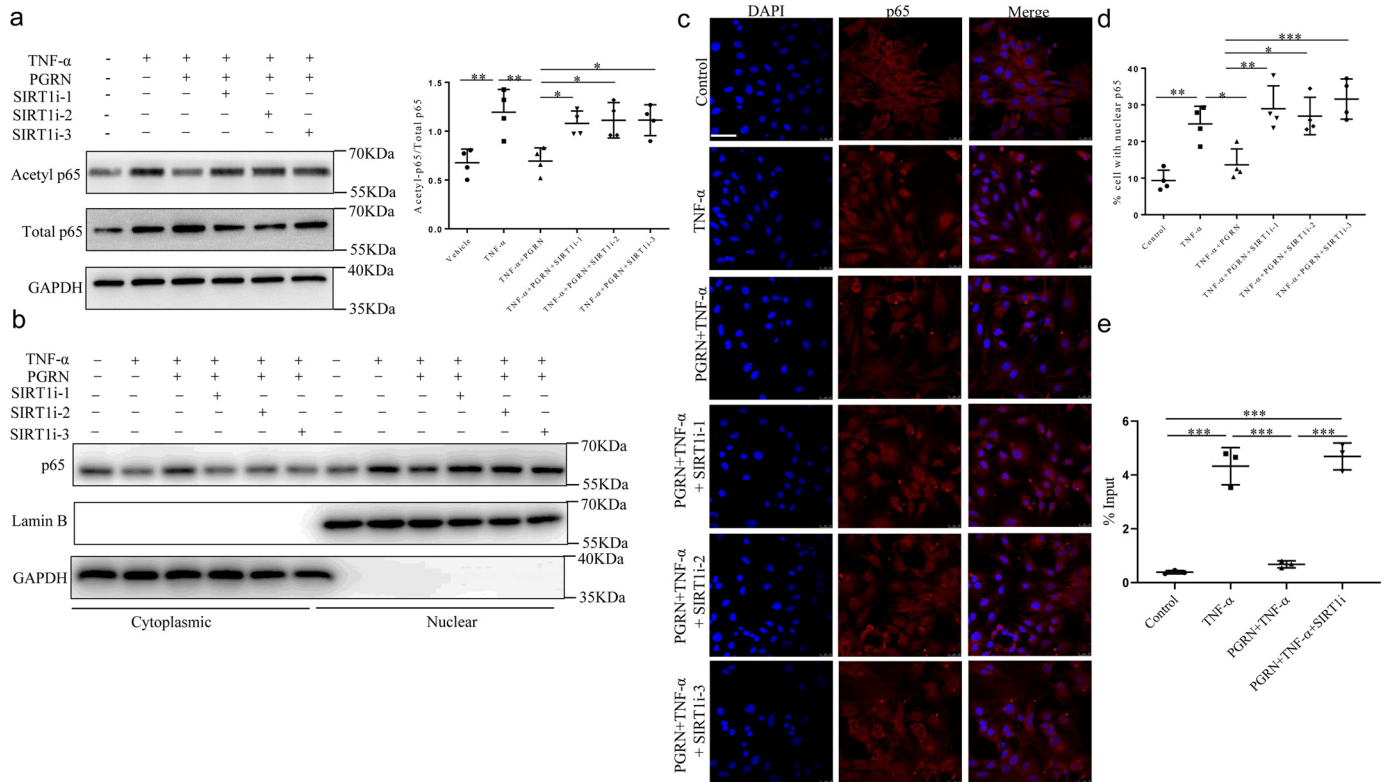 a
TNF-α - + + + + +
PGRN - - + + + +
SIRT1i-1 - - - + - -
SIRT1i-2 - - - - + -
SIRT1i-3 - - - - - +
Acetyl p65
70KDa
55KDa
Total p65
70KDa
55KDa
GAPDH
40KDa
35KDa
Acetyl-p65/Total p65
1.5
1.0
0.5
0.0
** ** * * *
Vehicle
TNF-α
TNF-α+PGRN
TNF-α+PGRN+SIRT1i-1
TNF-α+PGRN+SIRT1i-2
TNF-α+PGRN+SIRT1i-3
b
TNF-α – + + + + + – + + + + +
PGRN – – + + + + – – + + + +
SIRT1i-1 – – – + – – – – – + – –
SIRT1i-2 – – – – + – – – – – + –
SIRT1i-3 – – – – – + – – – – – +
p65
70KDa
55KDa
Lamin B
70KDa
55KDa
GAPDH
40KDa
35KDa
Cytoplasmic
Nuclear
c
DAPI p65 Merge
Control
TNF-α
PGRN+TNF-α
PGRN+TNF-α
+ SIRT1i-1
PGRN+TNF-α
+ SIRT1i-2
PGRN+TNF-α
+ SIRT1i-3
d
% cell with nuclear p65
40
30
20
10
0
** * ** * ***
Control
TNF-α
TNF-α+PGRN
TNF-α+PGRN+SIRT1i-1
TNF-α+PGRN+SIRT1i-2
TNF-α+PGRN+SIRT1i-3
e
% Input
6
4
2
0
***
*** *** ***
Control
TNF-α
PGRN+TNF-α
PGRN+TNF-α+SIRT1i